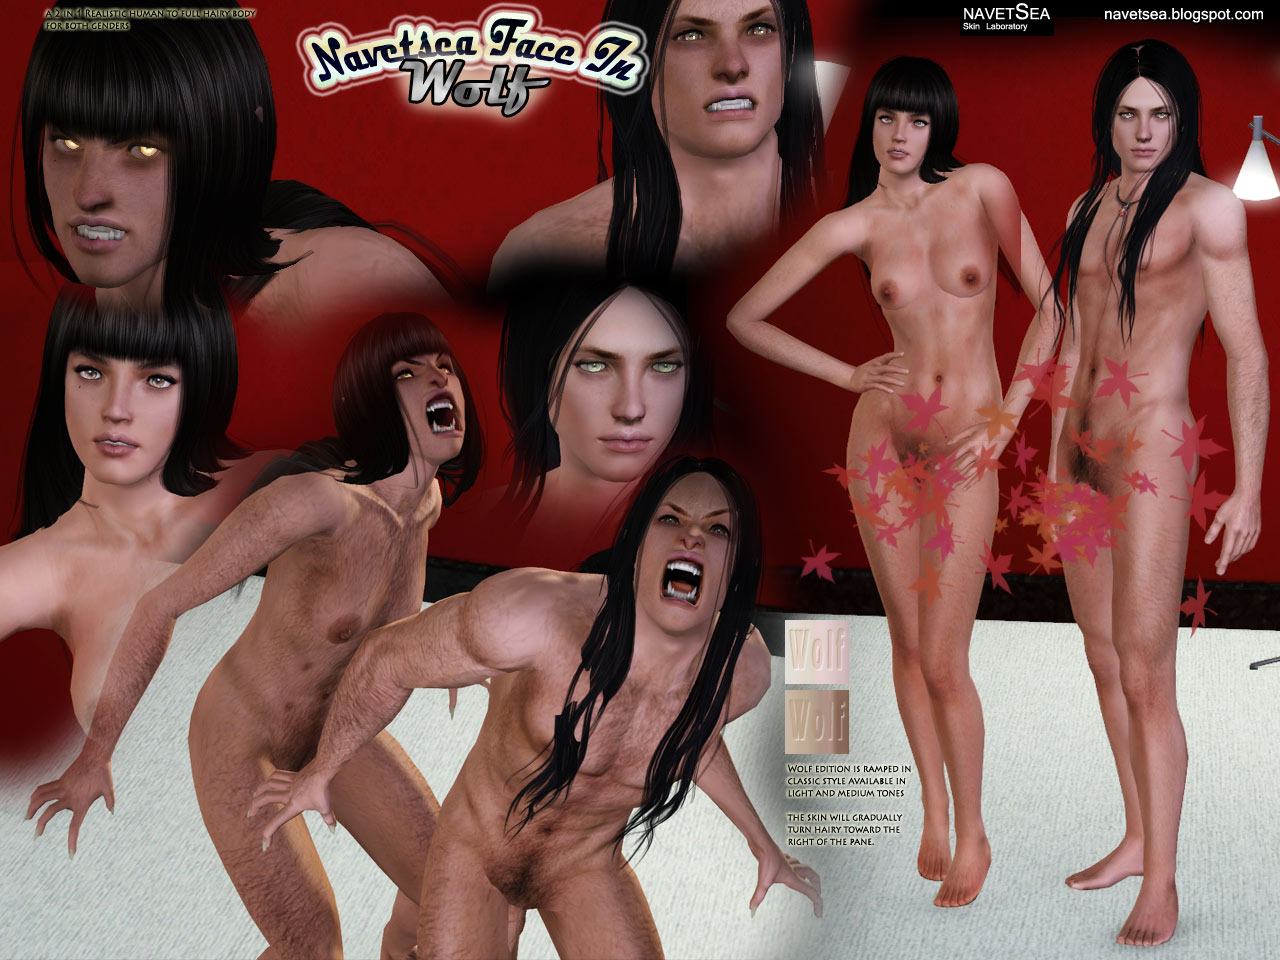 A 2 in 1 Realistic human to full hairy body
for both genders
Navetsea Face In
Wolf
NAVETSEA
Skin Laboratory
navetsea.blogspot.com
Wolf
Wolf
Wolf edition is ramped in
classic style available in
light and medium tones
the skin will gradually
turn hairy toward the
right of the pane.